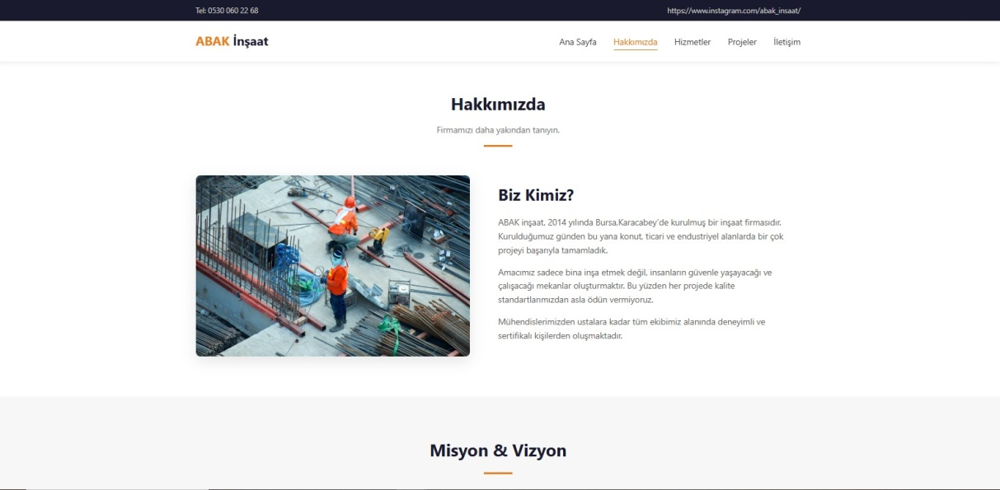 Tel: 0530 060 22 68
https://www.instagram.com/abak_insaat/
ABAK İnşaat
Ana Sayfa
Hakkımızda
Hizmetler
Projeler
İletişim
Hakkımızda
Firmamızı daha yakından tanıyın.
Biz Kimiz?
ABAK inşaat, 2014 yılında Bursa,Karacabey'de kurulmuş bir inşaat firmasıdır.
Kurulduğumuz günden bu yana konut, ticari ve endustriyel alanlarda bir çok
projeyi başarıyla tamamladık.
Amacımız sadece bina inşa etmek değil, insanların güvenle yaşayacağı ve
çalışacağı mekanlar oluşturmaktır. Bu yüzden her projede kalite
standartlarımızdan asla ödün vermiyoruz.
Mühendislerimizden ustalara kadar tüm ekibimiz alanında deneyimli ve
sertifikalı kişilerden oluşmaktadır.
Misyon & Vizyon